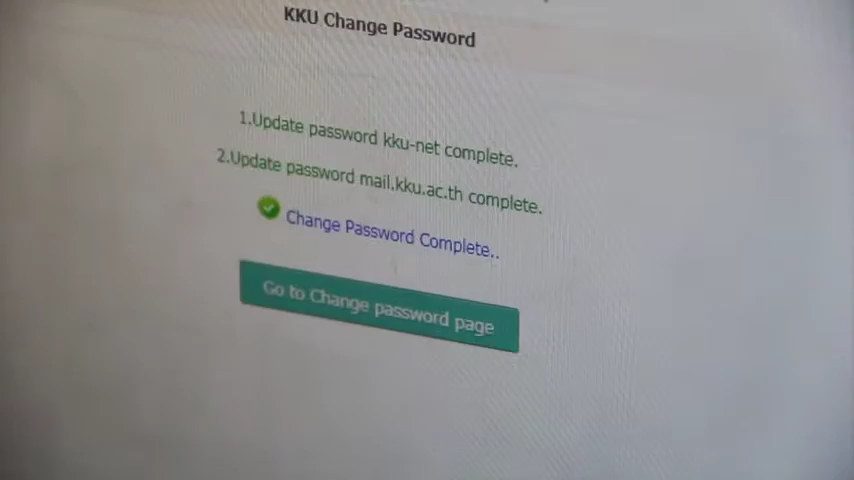 KKU Change Password
1.Update password kku-net complete.
2.Update password mail.kku.ac.th complete.
Change Password Complete..
Go to Change password page